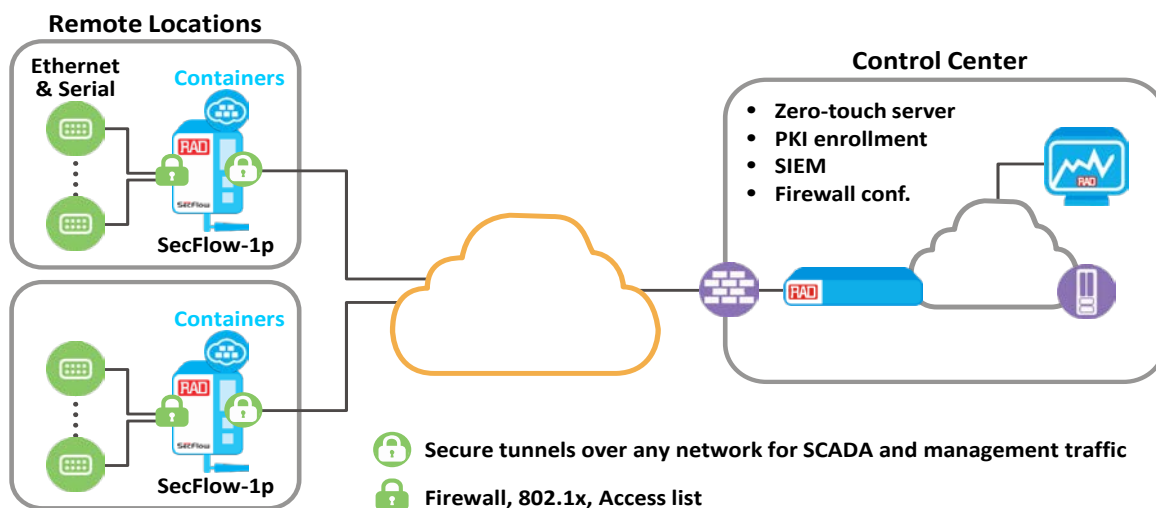 Remote Locations
Ethernet
& Serial
Containers
RAD
SecFlow
SecFlow-1p
Containers
RAD
SecFlow
SecFlow-1p
Control Center
• Zero-touch server
• PKI enrollment
• SIEM
• Firewall conf.
RAD
RAD
Secure tunnels over any network for SCADA and management traffic
Firewall, 802.1x, Access list